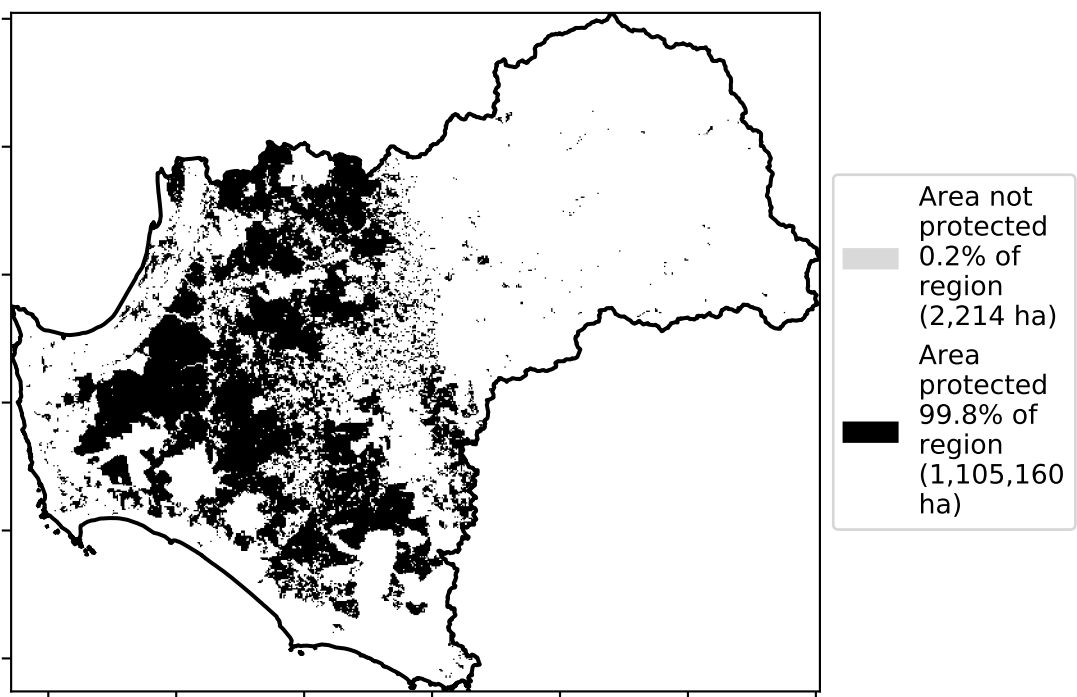 Area not
protected
0.2% of
region
(2,214 ha)
Area
protected
99.8% of
region
(1,105,160
ha)